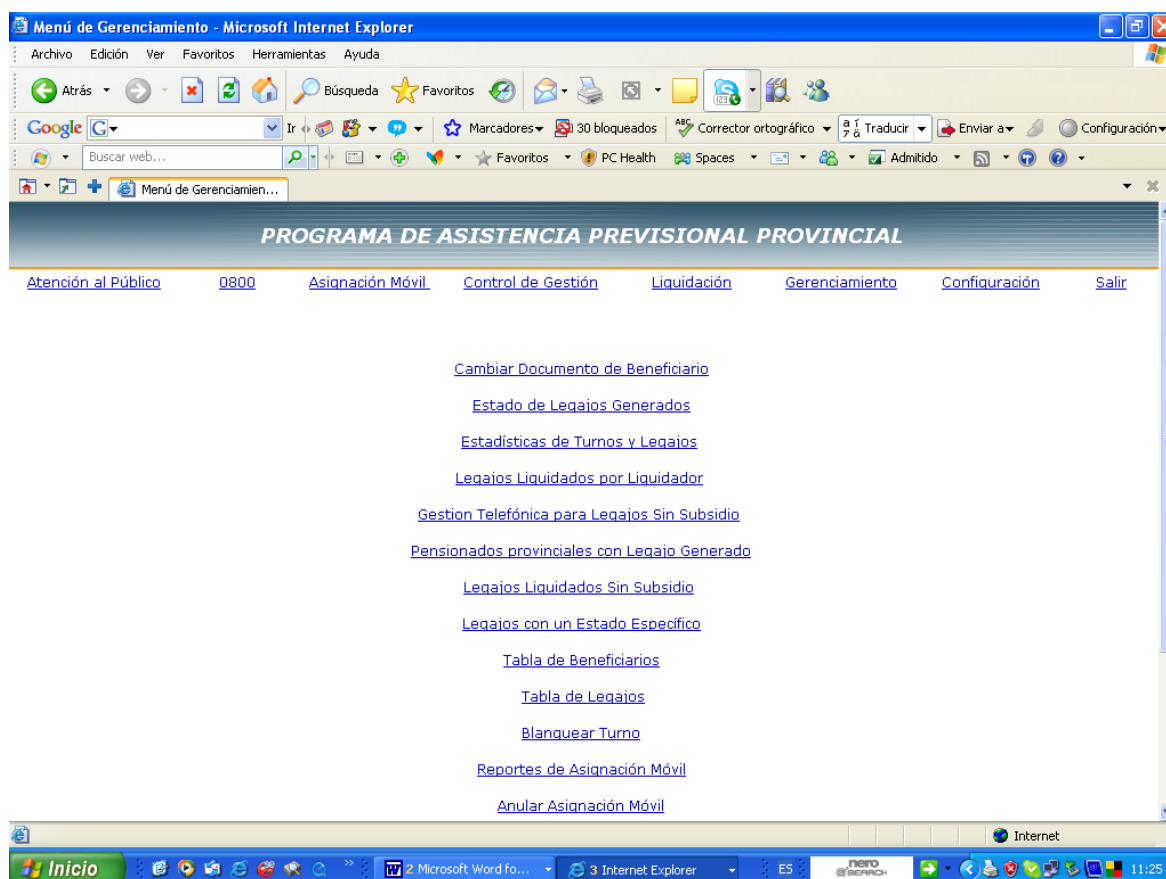 Menú de Gerenciamiento - Microsoft Internet Explorer
Archivo Edición Ver Favoritos Herramientas Ayuda
Atrás Búsqueda Favoritos
Google G Ir Marcadores 30 bloqueados Corrector ortográfico Traducir Enviar a Configuración
Buscar web... Favoritos PC Health Spaces Admitido
Menú de Gerenciamien...
PROGRAMA DE ASISTENCIA PREVISIONAL PROVINCIAL
Atención al Público 0800 Asignación Móvil Control de Gestión Liquidación Gerenciamiento Configuración Salir
Cambiar Documento de Beneficiario
Estado de Legajos Generados
Estadísticas de Turnos y Legajos
Legajos Liquidados por Liquidador
Gestion Telefónica para Legajos Sin Subsidio
Pensionados provinciales con Legajo Generado
Legajos Liquidados Sin Subsidio
Legajos con un Estado Específico
Tabla de Beneficiarios
Tabla de Legajos
Blanquear Turno
Reportes de Asignación Móvil
Anular Asignación Móvil
Internet
Inicio 2 Microsoft Word fo... 3 Internet Explorer ES nero SEARCH 11:25